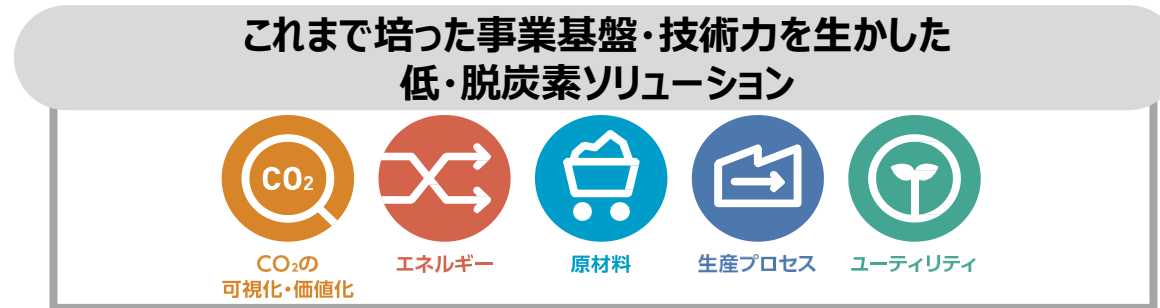 これまで培った事業基盤・技術力を生かした
低・脱炭素ソリューション
CO₂
CO₂の
可視化・価値化
エネルギー
原材料
生産プロセス
ユーティリティ